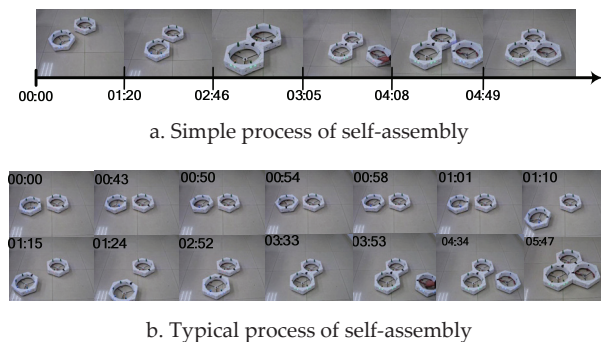 00:00 01:20 02:46 03:05 04:08 04:49
a. Simple process of self-assembly
00:00 00:43 00:50 00:54 00:58 01:01 01:10
01:15 01:24 02:52 03:33 03:53 04:34 05:47
b. Typical process of self-assembly